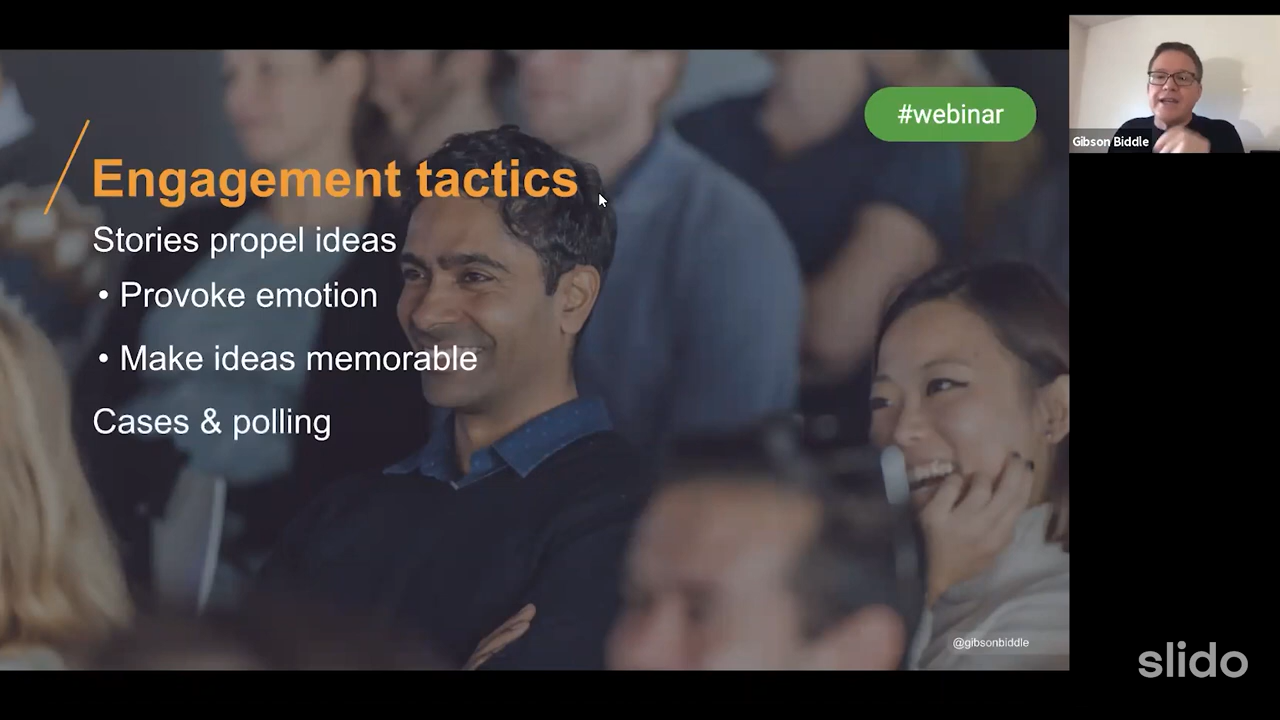 #webinar
Gibson Biddle
Engagement tactics
Stories propel ideas
• Provoke emotion
• Make ideas memorable
Cases & polling
@gibsonbiddle
slido